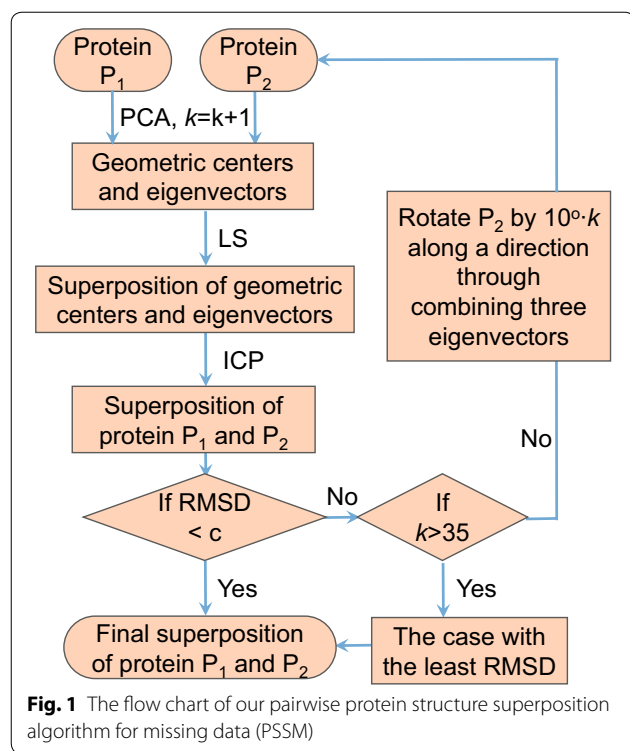 Protein
P₁
Protein
P₂
PCA, k=k+1
Geometric centers
and eigenvectors
LS
Superposition of geometric
centers and eigenvectors
ICP
Superposition of
protein P₁ and P₂
If RMSD
< c
No
If
k>35
No
Rotate P₂ by 10º·k
along a direction
through
combining three
eigenvectors
Yes
Yes
Final superposition
of protein P₁ and P₂
The case with
the least RMSD
Fig. 1 The flow chart of our pairwise protein structure superposition
algorithm for missing data (PSSM)